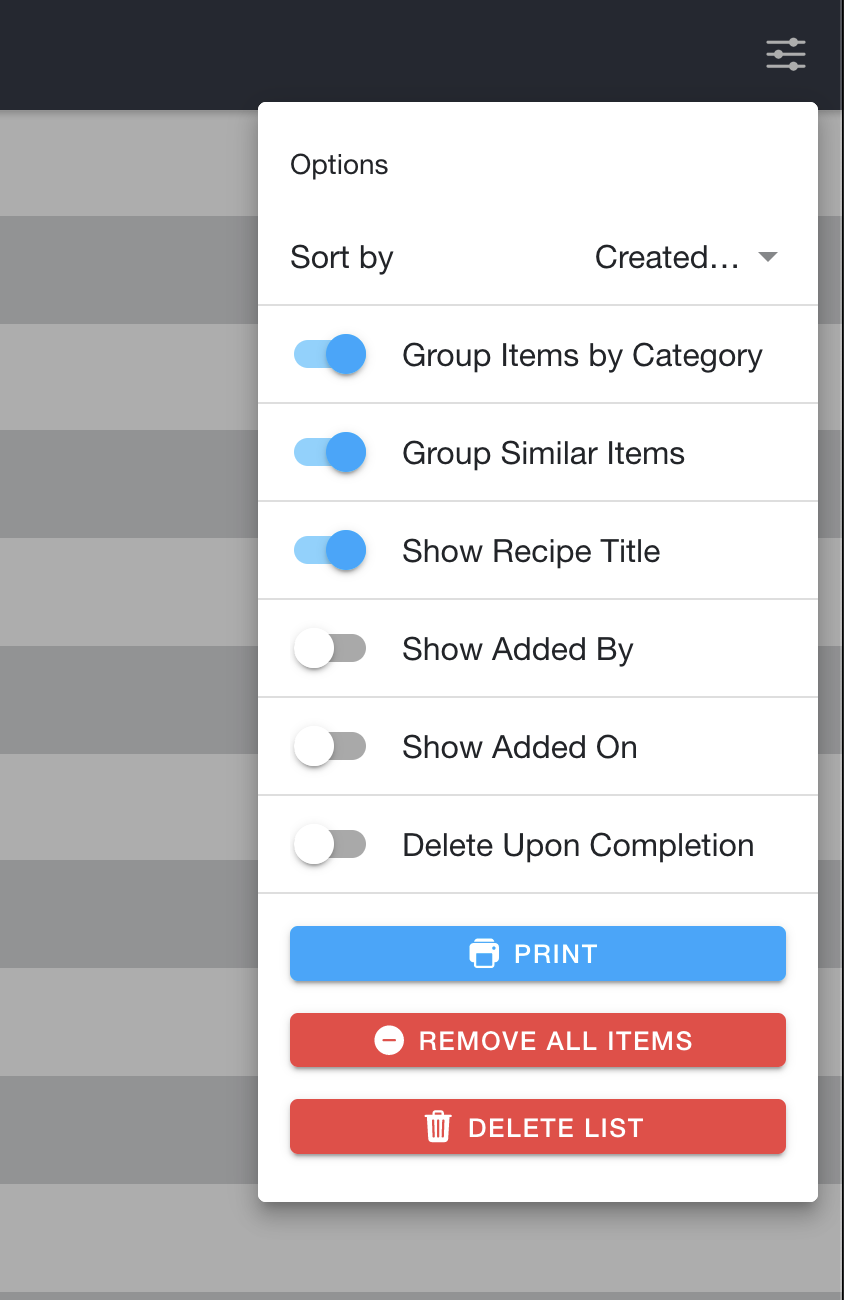 Options
Sort by Created...
Group Items by Category
Group Similar Items
Show Recipe Title
Show Added By
Show Added On
Delete Upon Completion
PRINT
REMOVE ALL ITEMS
DELETE LIST